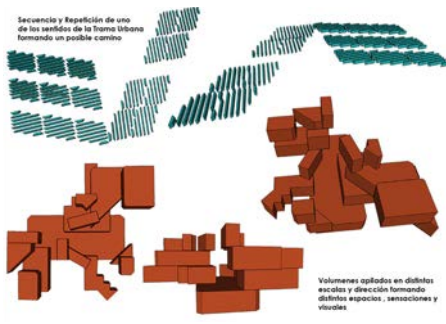 Secuencia y Repetición de uno
de los sentidos de la Trama Urbana
formando un posible camino
Volumenes apilados en distintas
escalas y dirección formando
distintos espacios , sensaciones y
visuales